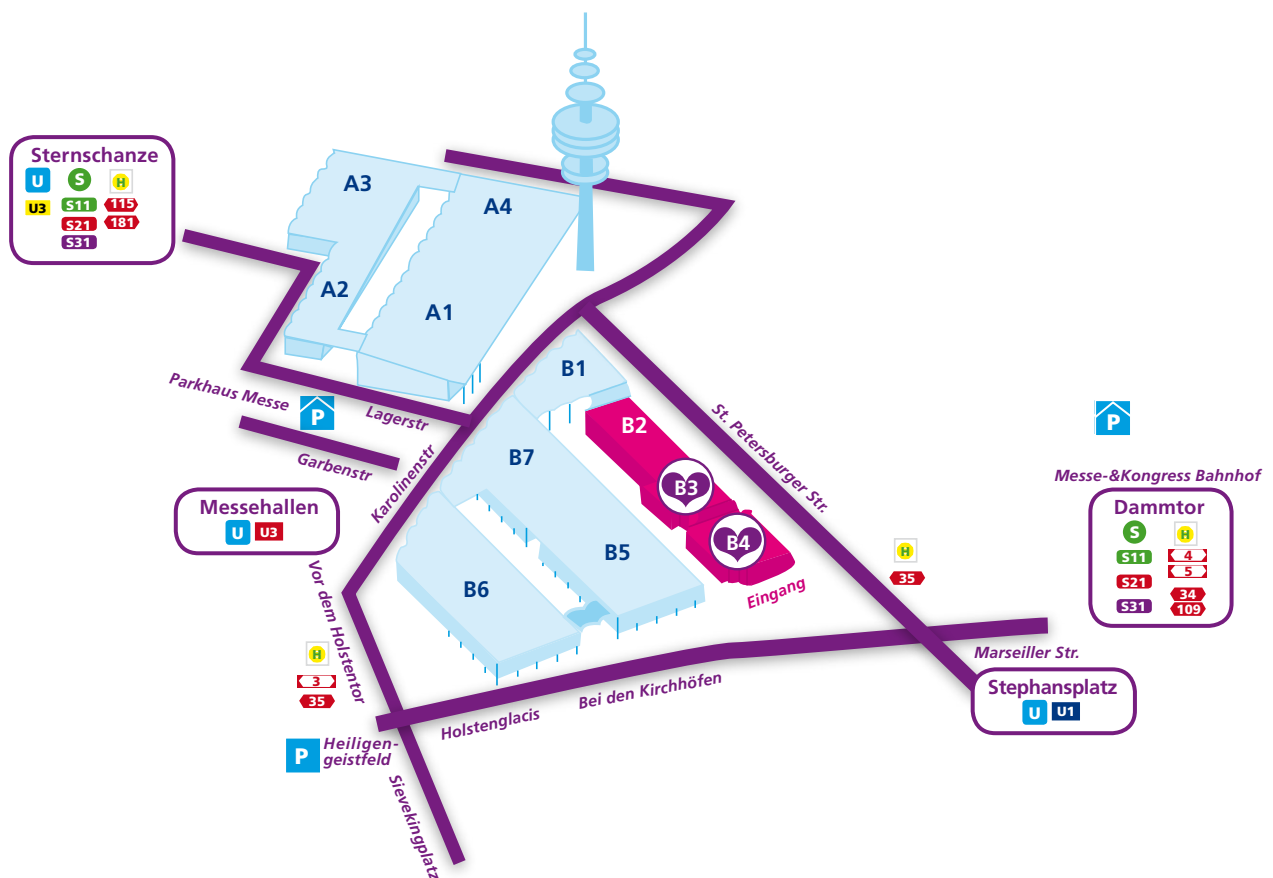 Sternschanze
U S H
U3 S11 115
S21 181
S31
A3
A4
A2
A1
Parkhaus Messe
P
Lagerstr
Garbenstr
Karolinenstr
B1
B2
B7
B3
B4
B5
B6
Eingang
St. Petersburger Str.
P
Messe-&Kongress Bahnhof
Dammtor
S H
S11 4
5
S21
34
S31 109
Messehallen
U U3
H
35
Vor dem Holstentor
H
3
35
Marseiller Str.
Stephansplatz
U U1
Bei den Kirchhöfen
Holstenglacis
P
Heiligen-
geistfeld
Sievekingplatz